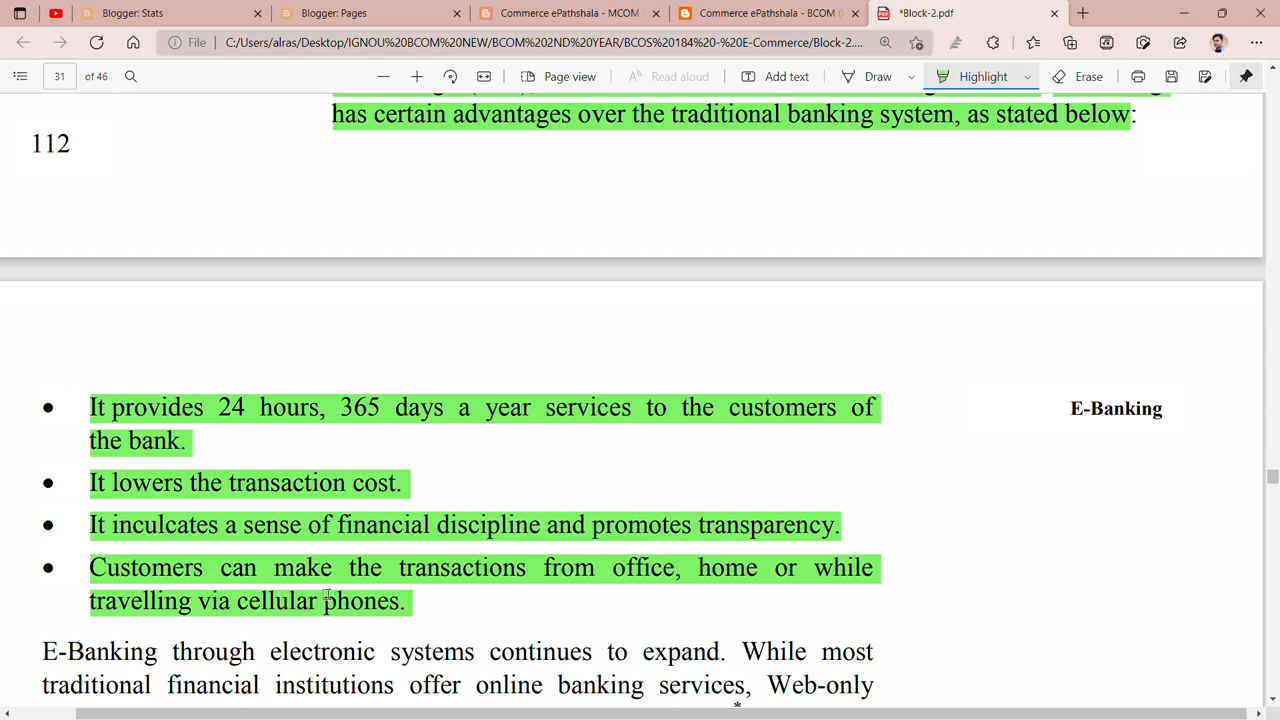 Blogger: Stats
Blogger: Pages
Commerce ePathshala - MCOM
Commerce ePathshala - BCOM (
*Block-2.pdf
File
C:/Users/alras/Desktop/IGNOU%20BCOM%20NEW/BCOM%202ND%20YEAR/BCOS%20184%20-%20E-Commerce/Block-2....
31 of 46
Page view
Read aloud
Add text
Draw
Highlight
Erase
has certain advantages over the traditional banking system, as stated below:
112
• It provides 24 hours, 365 days a year services to the customers of
the bank.
E-Banking
• It lowers the transaction cost.
• It inculcates a sense of financial discipline and promotes transparency.
• Customers can make the transactions from office, home or while
travelling via cellular phones.
E-Banking through electronic systems continues to expand. While most
traditional financial institutions offer online banking services, Web-only